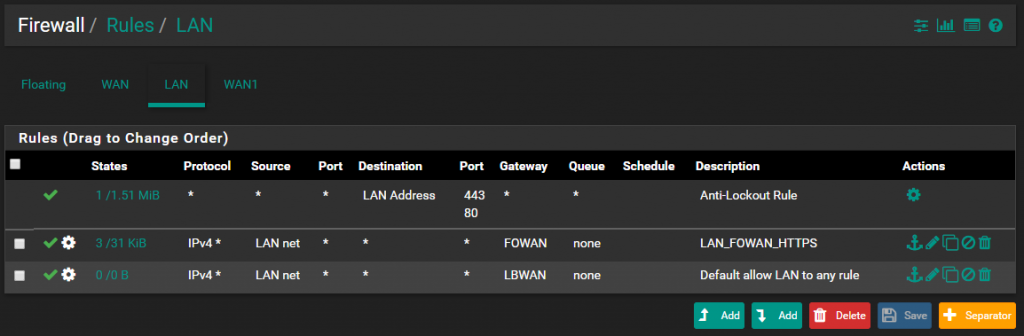 Firewall / Rules / LAN
Floating WAN LAN WAN1
Rules (Drag to Change Order)
States Protocol Source Port Destination Port Gateway Queue Schedule Description Actions
1 /1.51 MiB * * * LAN Address 443 * * Anti-Lockout Rule
80
3 /31 KiB IPv4 * LAN net * * * FOWAN none LAN_FOWAN_HTTPS
0 /0 B IPv4 * LAN net * * * LBWAN none Default allow LAN to any rule
Add Add Delete Save Separator